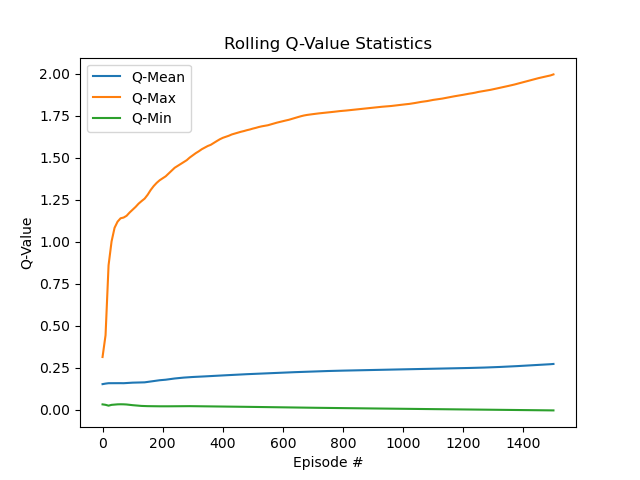 Rolling Q-Value Statistics
Q-Mean
Q-Max
Q-Min
2.00
1.75
1.50
1.25
1.00
0.75
0.50
0.25
0.00
Q-Value
0 200 400 600 800 1000 1200 1400
Episode #